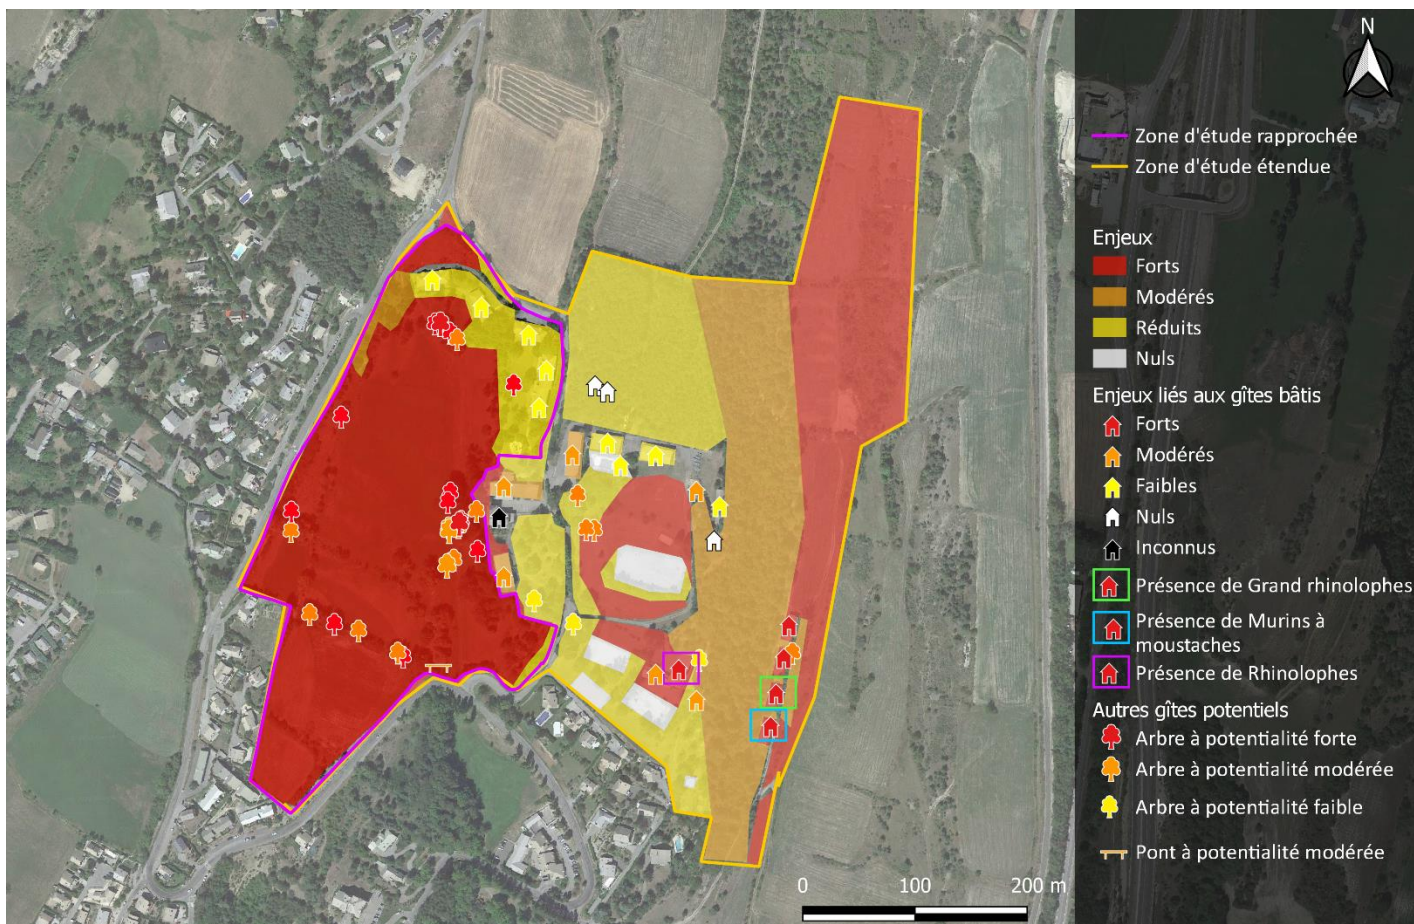 N
Zone d'étude rapprochée
Zone d'étude étendue
Enjeux
Forts
Modérés
Réduits
Nuls
Enjeux liés aux gîtes bâtis
Forts
Modérés
Faibles
Nuls
Inconnus
Présence de Grand rhinolophes
Présence de Murins à
moustaches
Présence de Rhinolophes
Autres gîtes potentiels
Arbre à potentialité forte
Arbre à potentialité modérée
Arbre à potentialité faible
Pont à potentialité modérée
0 100 200 m